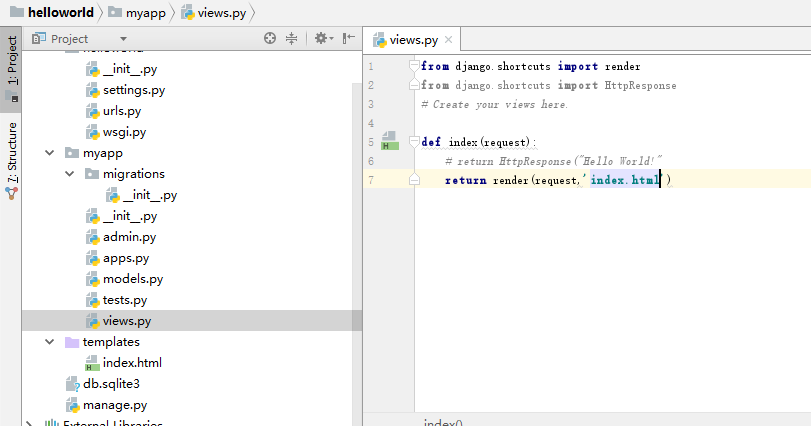 helloworld myapp views.py
1: Project
7: Structure
Project
helloworld
__init__.py
settings.py
urls.py
wsgi.py
myapp
migrations
__init__.py
__init__.py
admin.py
apps.py
models.py
tests.py
views.py
templates
index.html
db.sqlite3
manage.py
External Libraries
views.py
1 from django.shortcuts import render
2 from django.shortcuts import HttpResponse
3 # Create your views here.
4
5 def index(request):
6 # return HttpResponse("Hello World!"
7 return render(request,'index.html')
index()